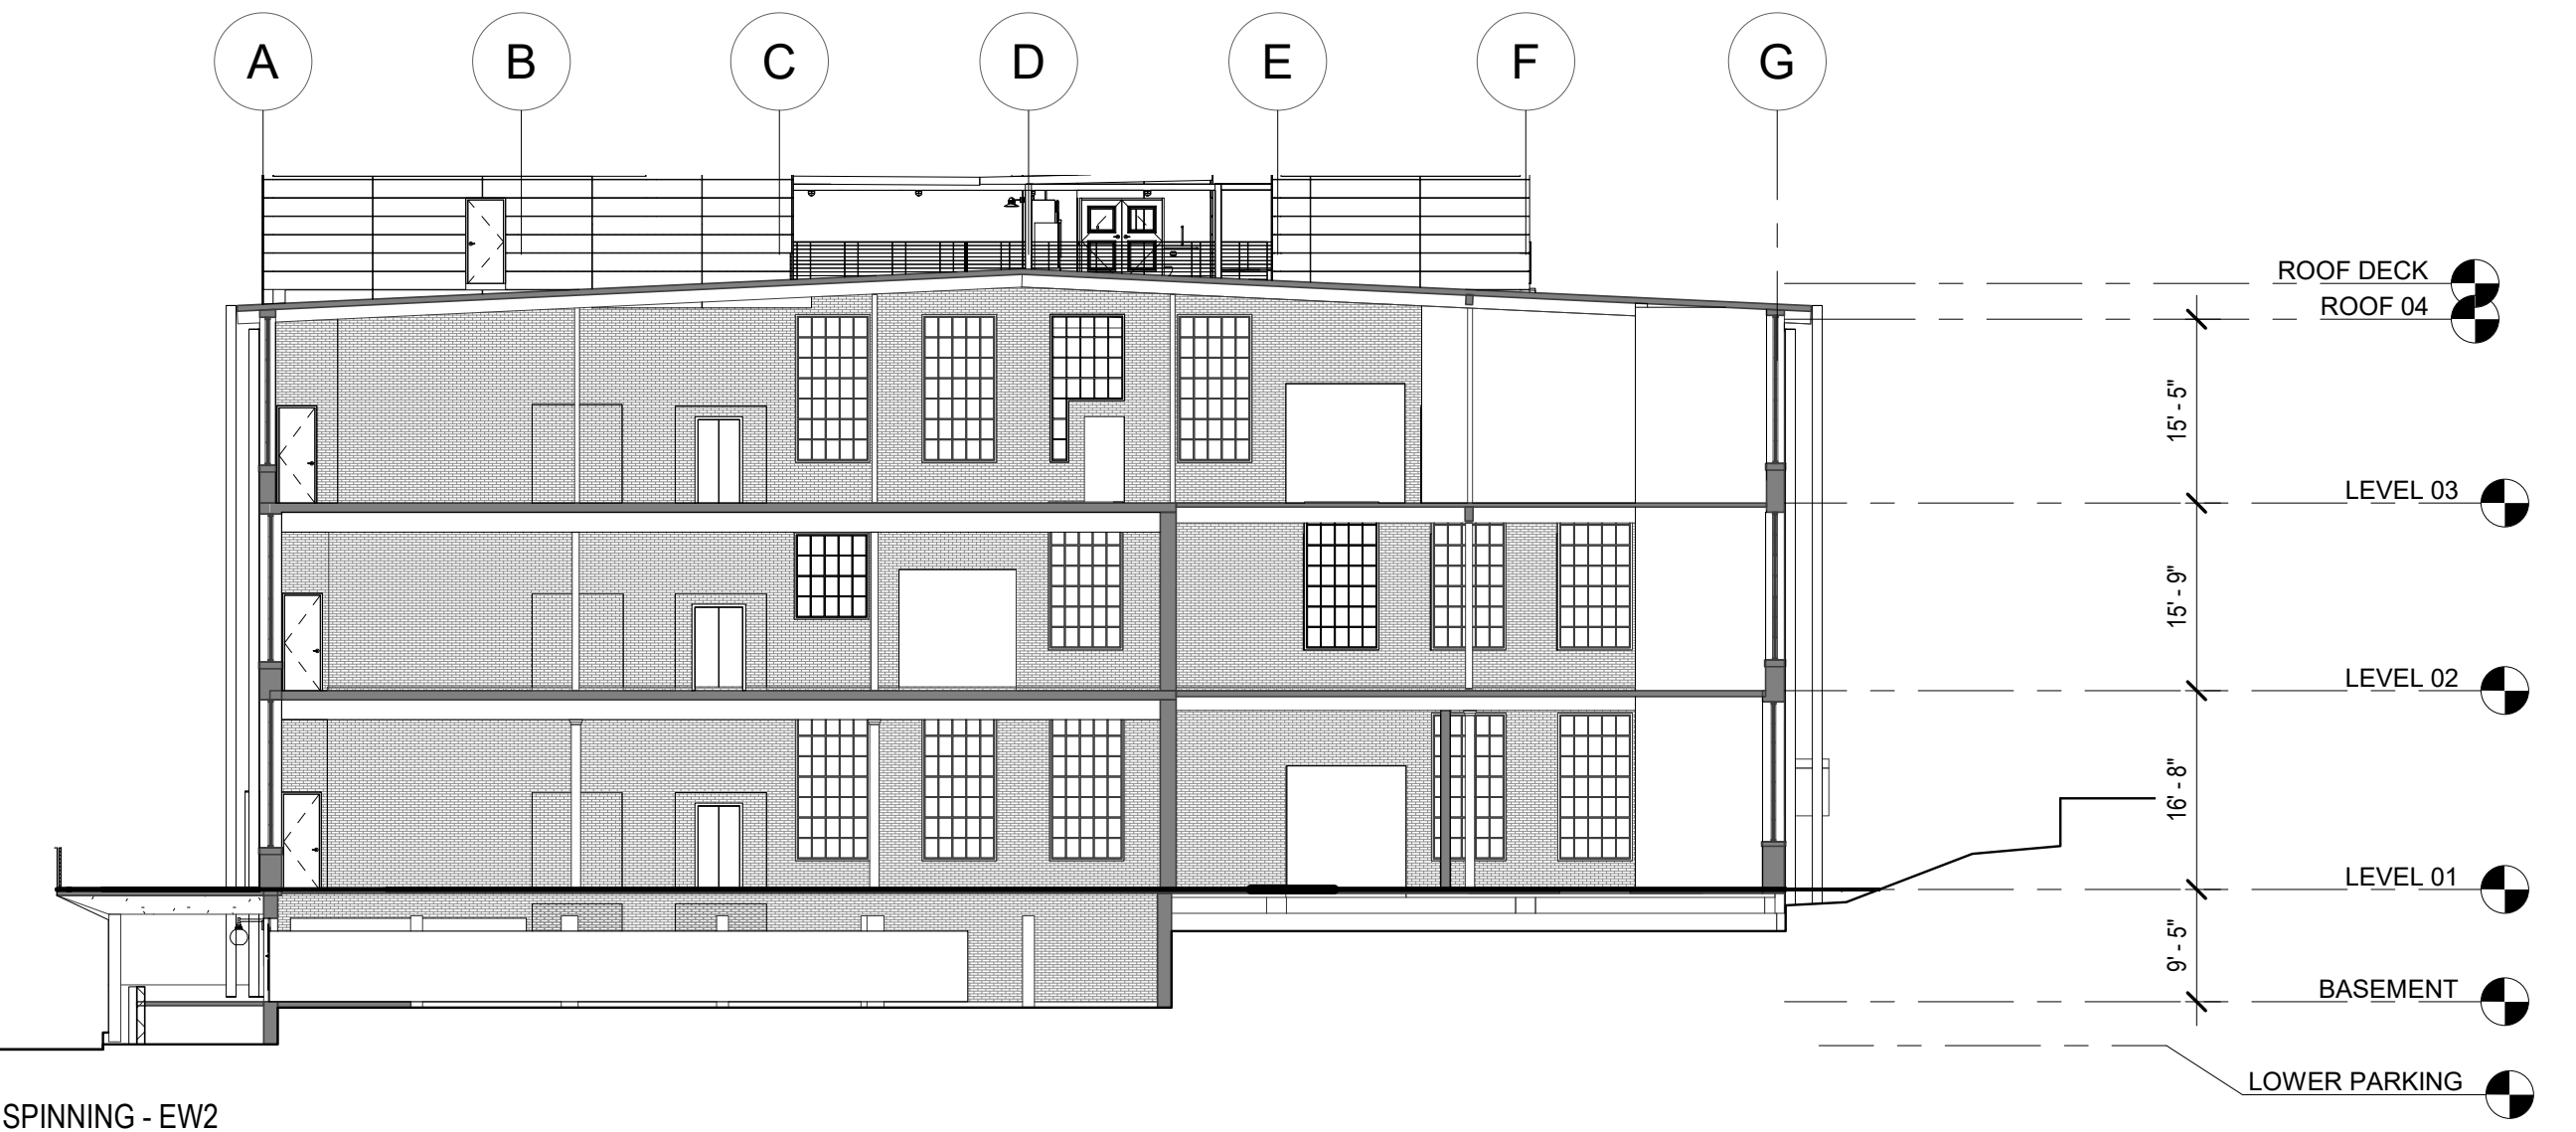 A B C D E F G
ROOF DECK
ROOF 04
15' - 5"
LEVEL 03
15' - 9"
LEVEL 02
16' - 8"
LEVEL 01
9' - 5"
BASEMENT
LOWER PARKING
SPINNING - EW2